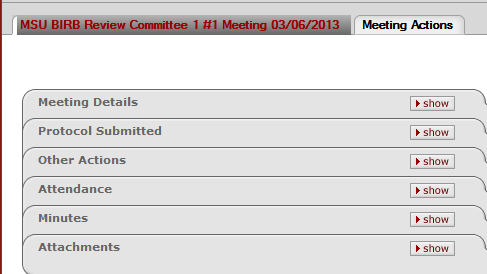 MSU BIRB Review Committee 1 #1 Meeting 03/06/2013 Meeting Actions
Meeting Details show
Protocol Submitted show
Other Actions show
Attendance show
Minutes show
Attachments show